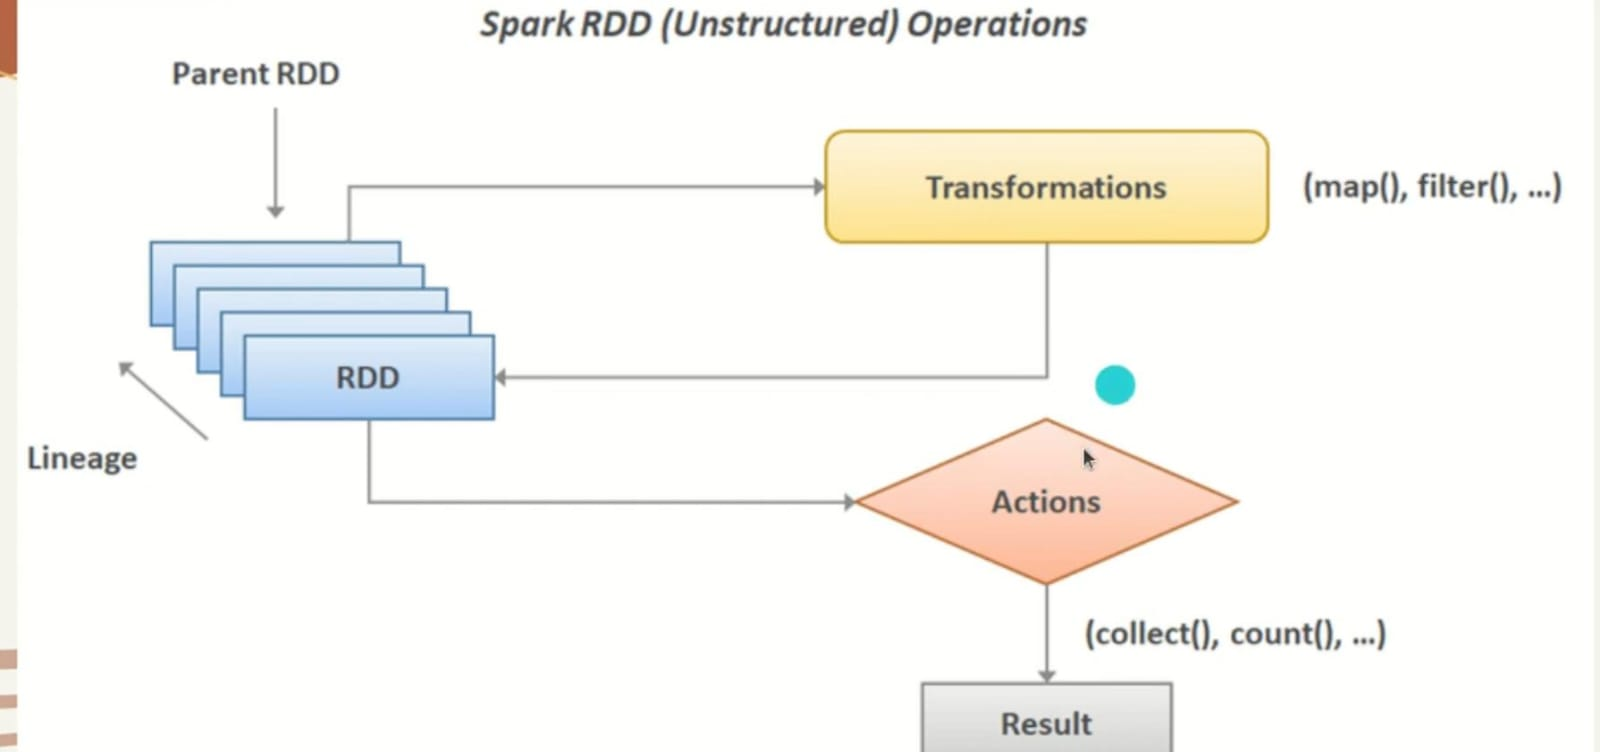 Spark RDD (Unstructured) Operations
Parent RDD
Transformations
(map(), filter(), ...)
RDD
Lineage
Actions
(collect(), count(), ...)
Result